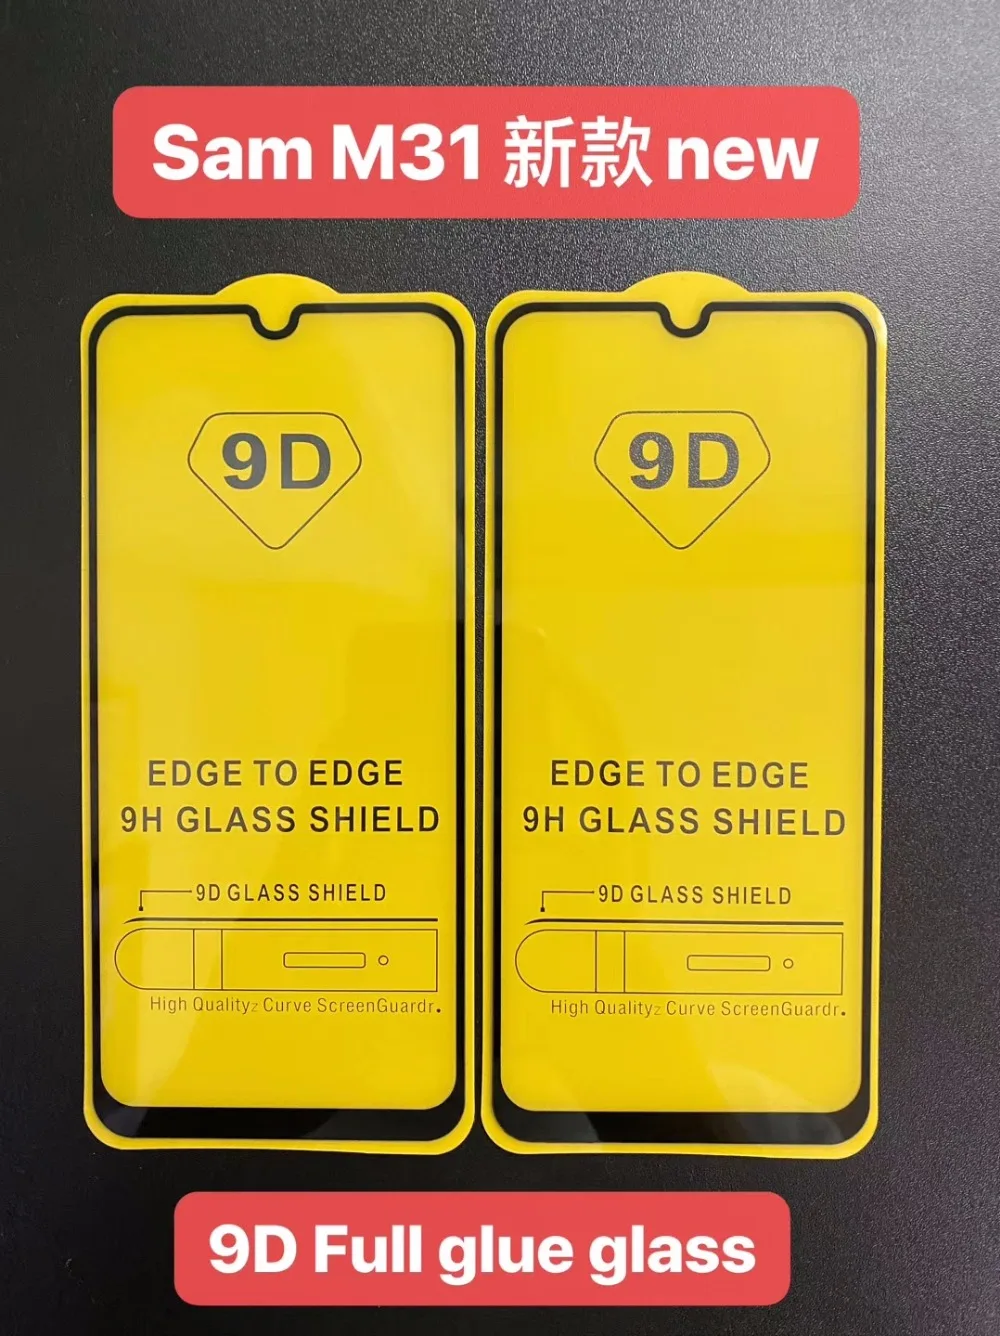 Sam M31 新款 new
9D
EDGE TO EDGE
9H GLASS SHIELD
9D GLASS SHIELD
High Qualityz Curve ScreenGuardr.
9D
EDGE TO EDGE
9H GLASS SHIELD
9D GLASS SHIELD
High Qualityz Curve ScreenGuardr.
9D Full glue glass